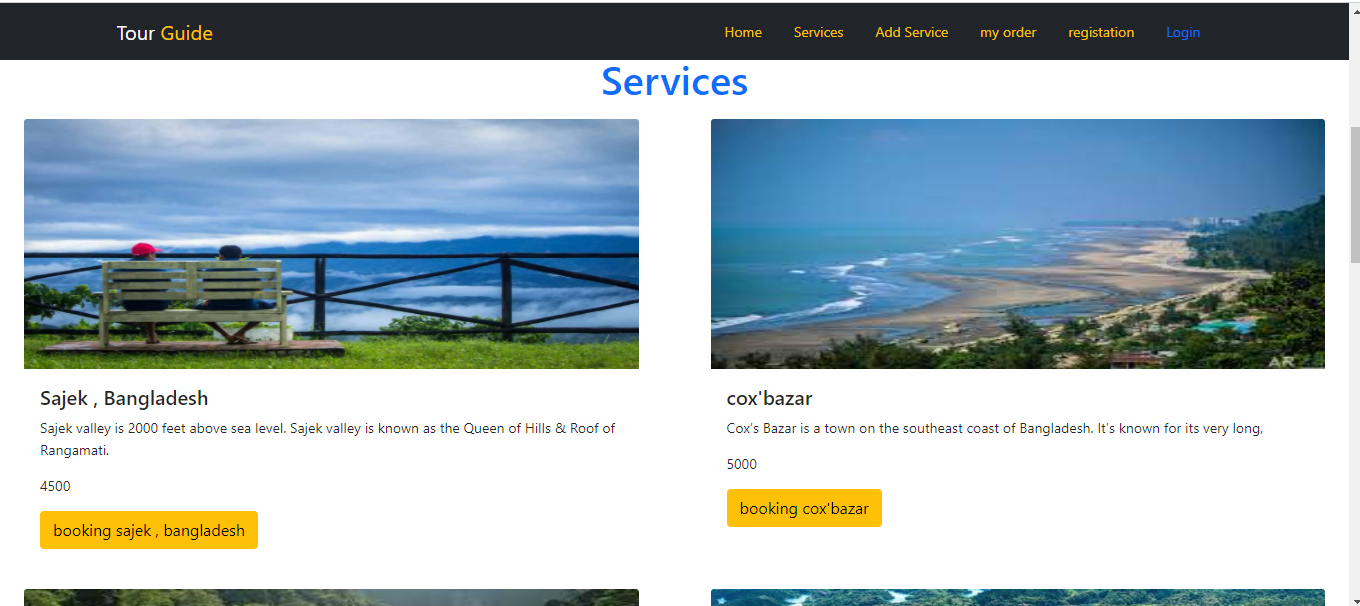 Tour Guide
Home Services Add Service my order registation Login
Services
Sajek , Bangladesh
Sajek valley is 2000 feet above sea level. Sajek valley is known as the Queen of Hills & Roof of
Rangamati.
4500
booking sajek , bangladesh
cox'bazar
Cox's Bazar is a town on the southeast coast of Bangladesh. It's known for its very long,
5000
booking cox'bazar